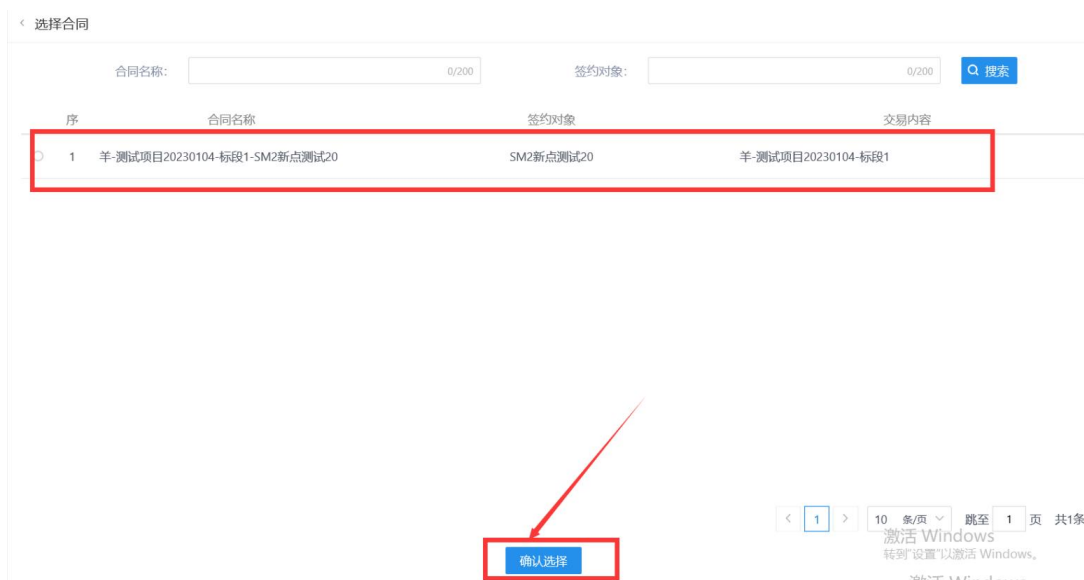 选择合同
合同名称: 0/200 签约对象: 0/200 搜索
序 合同名称 签约对象 交易内容
1 羊-测试项目20230104-标段1-SM2新点测试20 SM2新点测试20 羊-测试项目20230104-标段1
1 10 条/页 跳至 1 页 共1条
激活 Windows
转到"设置"以激活 Windows。
确认选择
激活 Windows